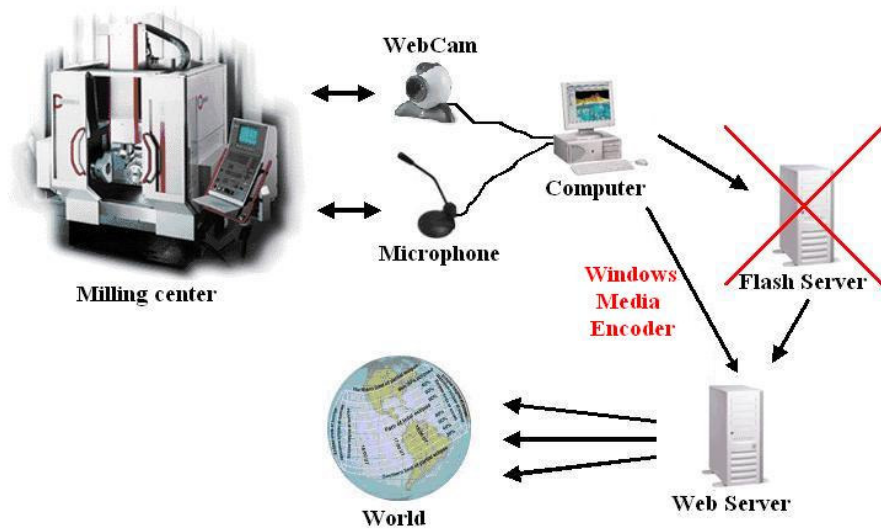 WebCam
Computer
Microphone
Milling center
Flash Server
Windows
Media
Encoder
World
Web Server